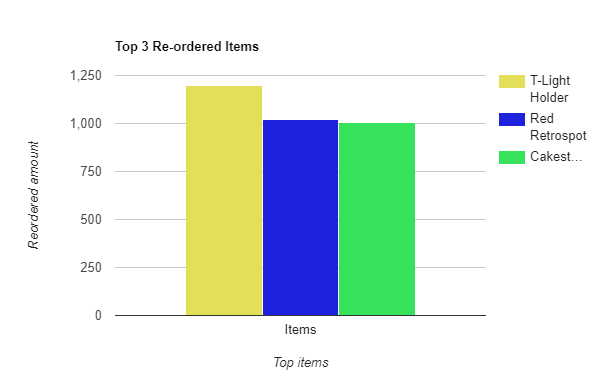 Top 3 Re-ordered Items
1,250
1,000
750
500
250
0
Reordered amount
Items
Top items
T-Light
Holder
Red
Retrospot
Cakest…